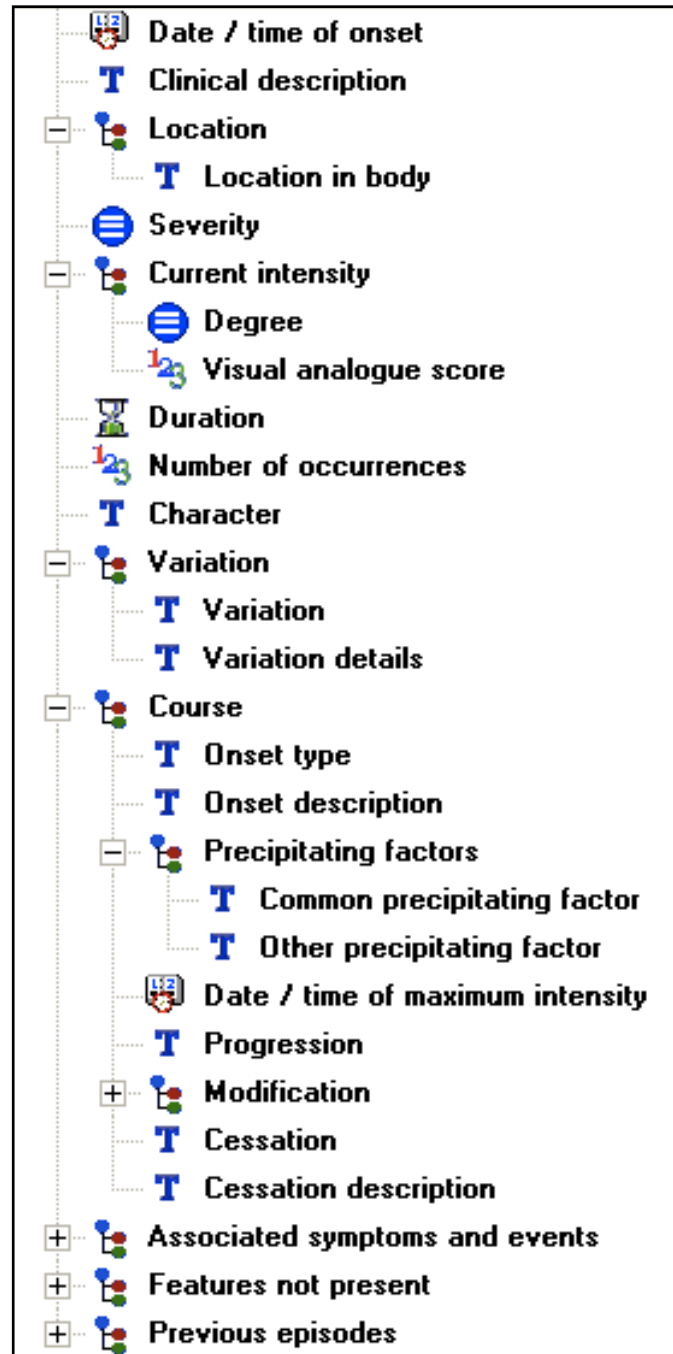 Date / time of onset
T Clinical description
Location
T Location in body
Severity
Current intensity
Degree
123 Visual analogue score
Duration
123 Number of occurrences
T Character
Variation
T Variation
T Variation details
Course
T Onset type
T Onset description
Precipitating factors
T Common precipitating factor
T Other precipitating factor
Date / time of maximum intensity
T Progression
Modification
T Cessation
T Cessation description
Associated symptoms and events
Features not present
Previous episodes